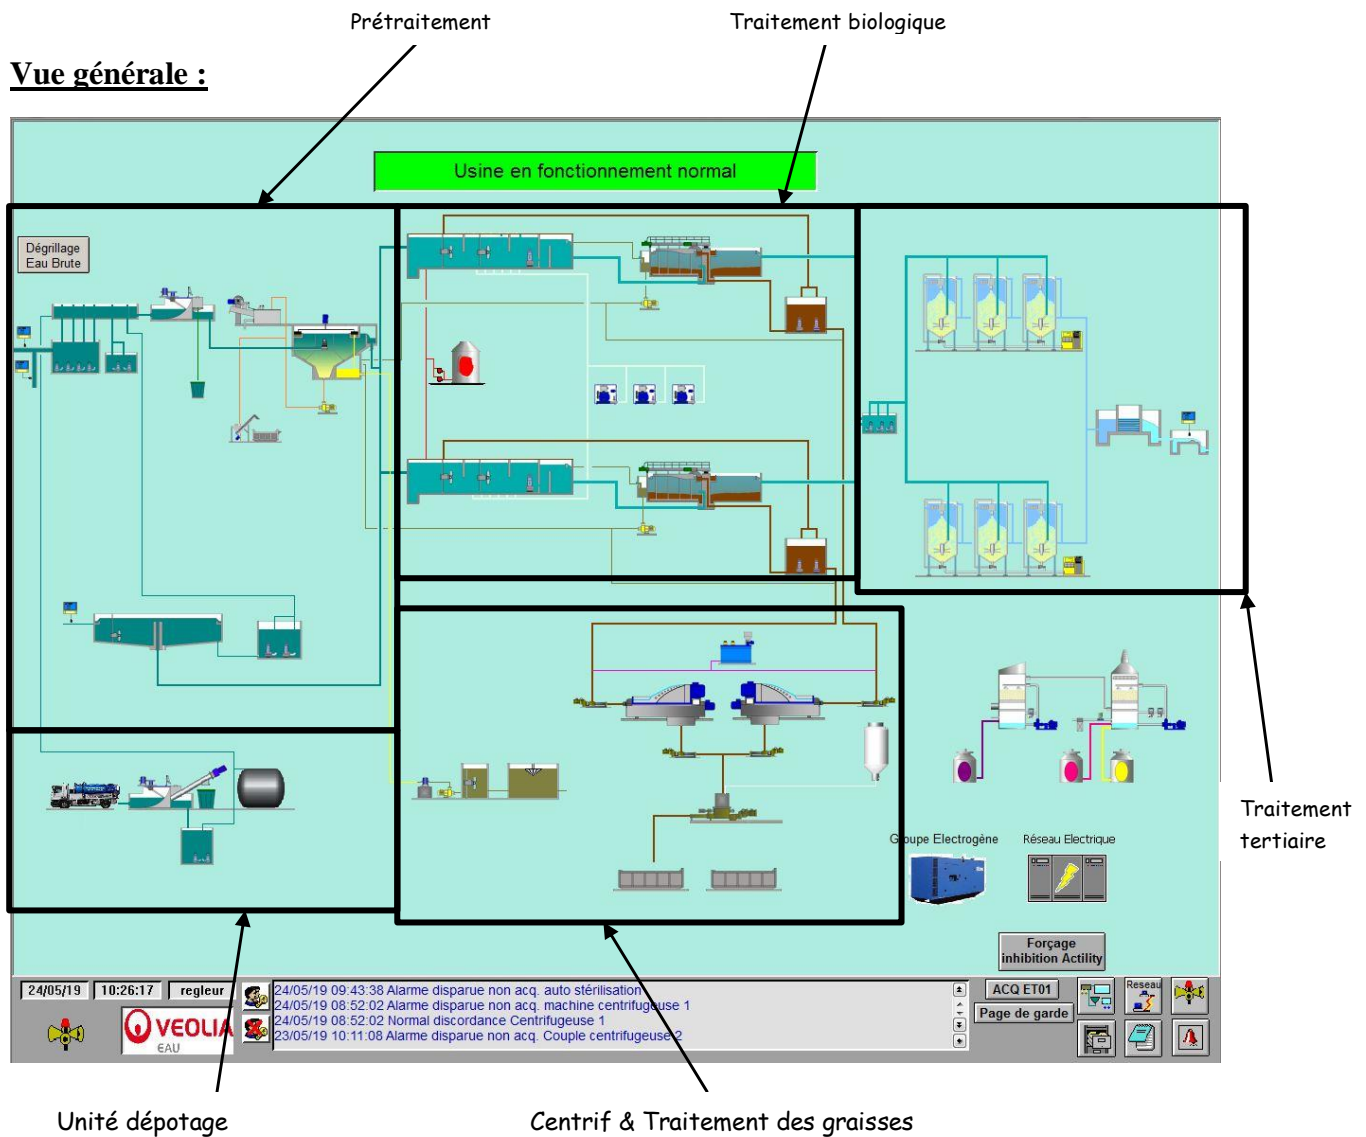 Prétraitement
Traitement biologique
Vue générale :
Usine en fonctionnement normal
Dégrillage
Eau Brute
Traitement
tertiaire
Groupe Electrogène
Réseau Electrique
Forçage
inhibition Actility
24/05/19 10:26:17 regleur
24/05/19 09:43:38 Alarme disparue non acq. auto stérilisation
24/05/19 08:52:02 Alarme disparue non acq. machine centrifugeuse 1
24/05/19 08:52:02 Normal discordance Centrifugeuse 1
23/05/19 10:11:08 Alarme disparue non acq. Couple centrifugeuse 2
ACQ ET01
Page de garde
Reseau
VEOLIA
EAU
Unité dépotage
Centrif & Traitement des graisses